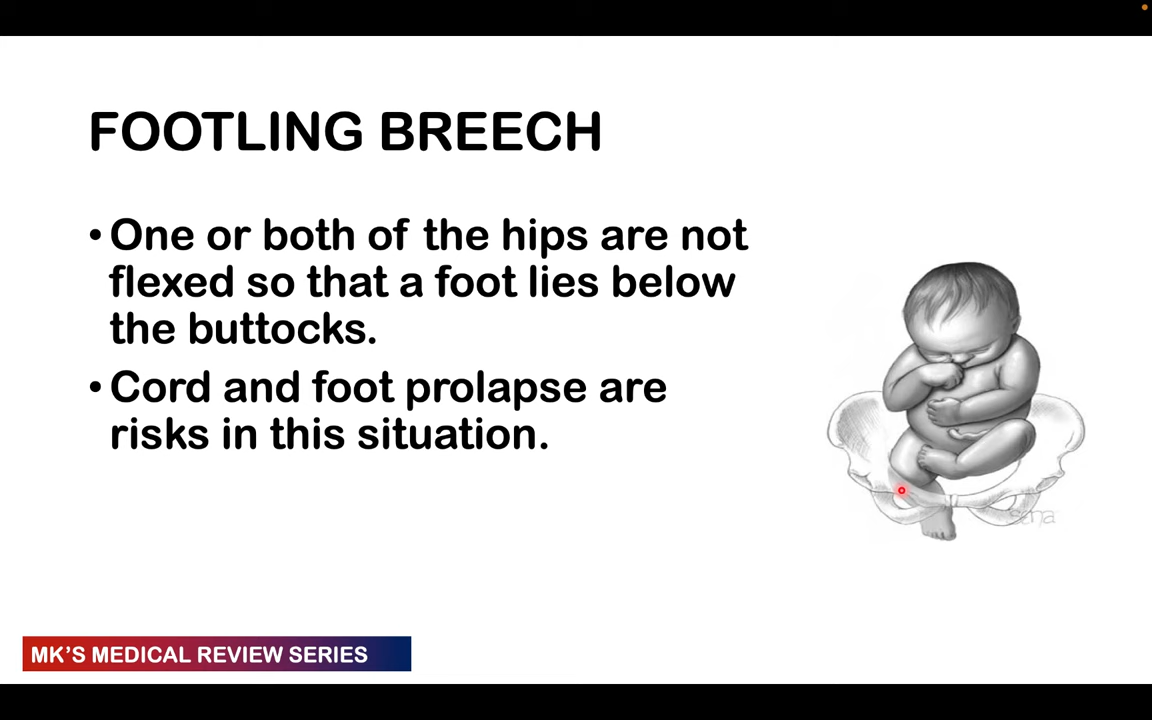 FOOTLING BREECH
• One or both of the hips are not
flexed so that a foot lies below
the buttocks.
• Cord and foot prolapse are
risks in this situation.
MK'S MEDICAL REVIEW SERIES